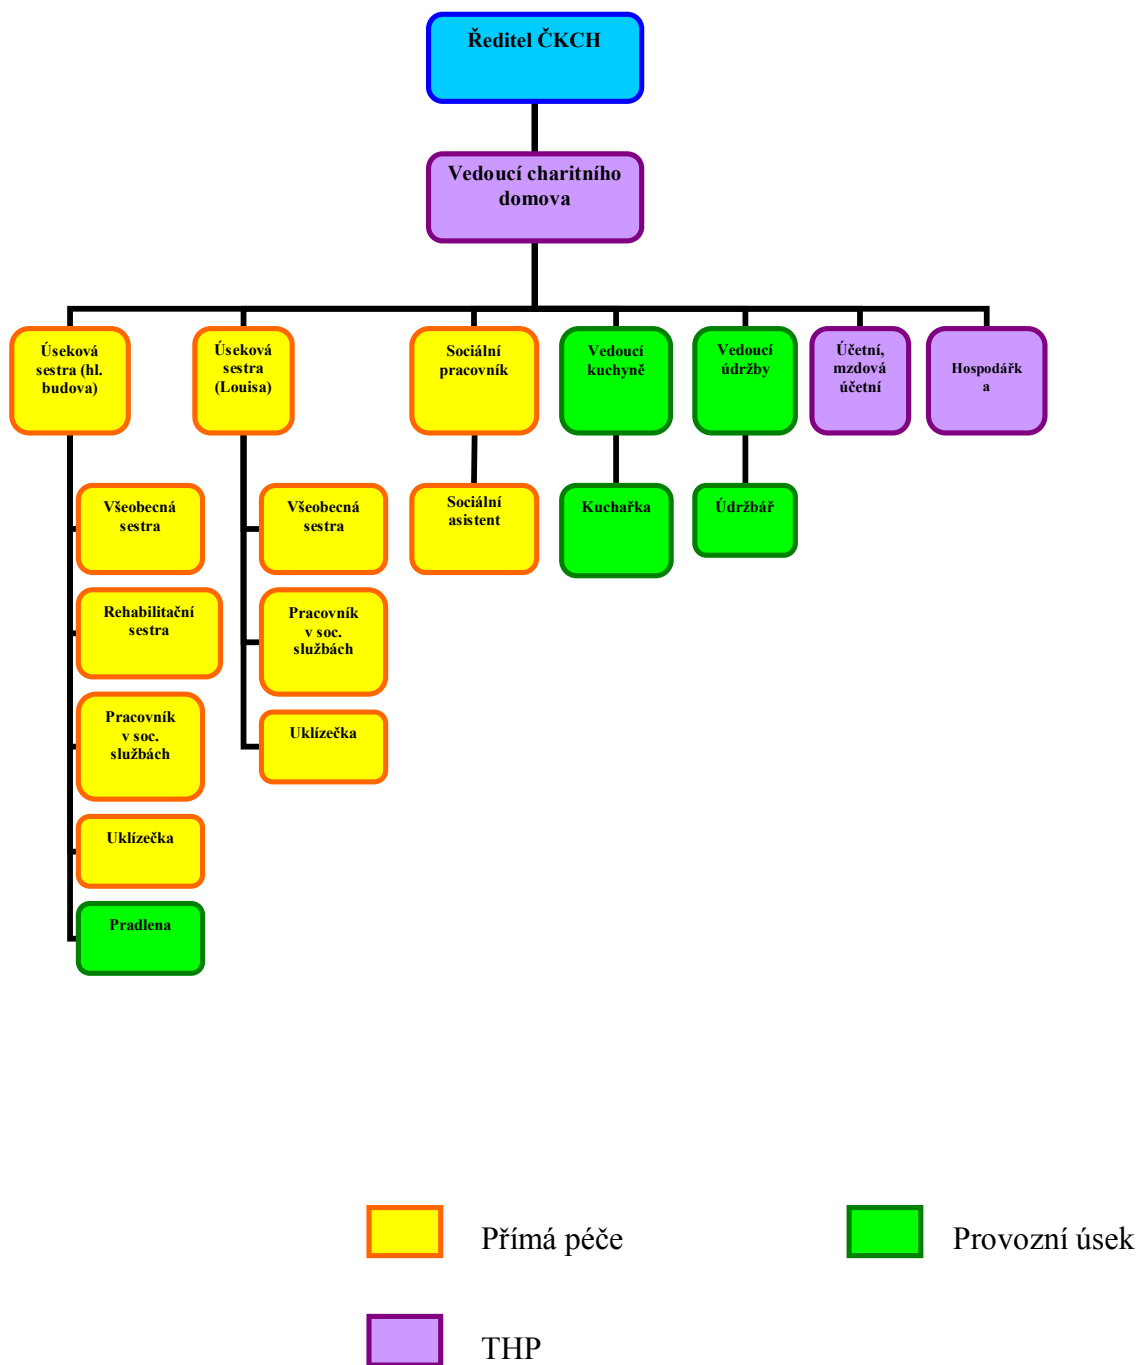 Ředitel ČKCH
Vedoucí charitního
domova
Úseková
sestra (hl.
budova)
Úseková
sestra
(Louisa)
Sociální
pracovník
Vedoucí
kuchyně
Vedoucí
údržby
Účetní,
mzdová
účetní
Hospodářk
a
Všeobecná
sestra
Všeobecná
sestra
Sociální
asistent
Kuchařka
Údržbář
Rehabilitační
sestra
Pracovník
v soc.
službách
Pracovník
v soc.
službách
Uklízečka
Uklízečka
Pradlena
Přímá péče
Provozní úsek
THP